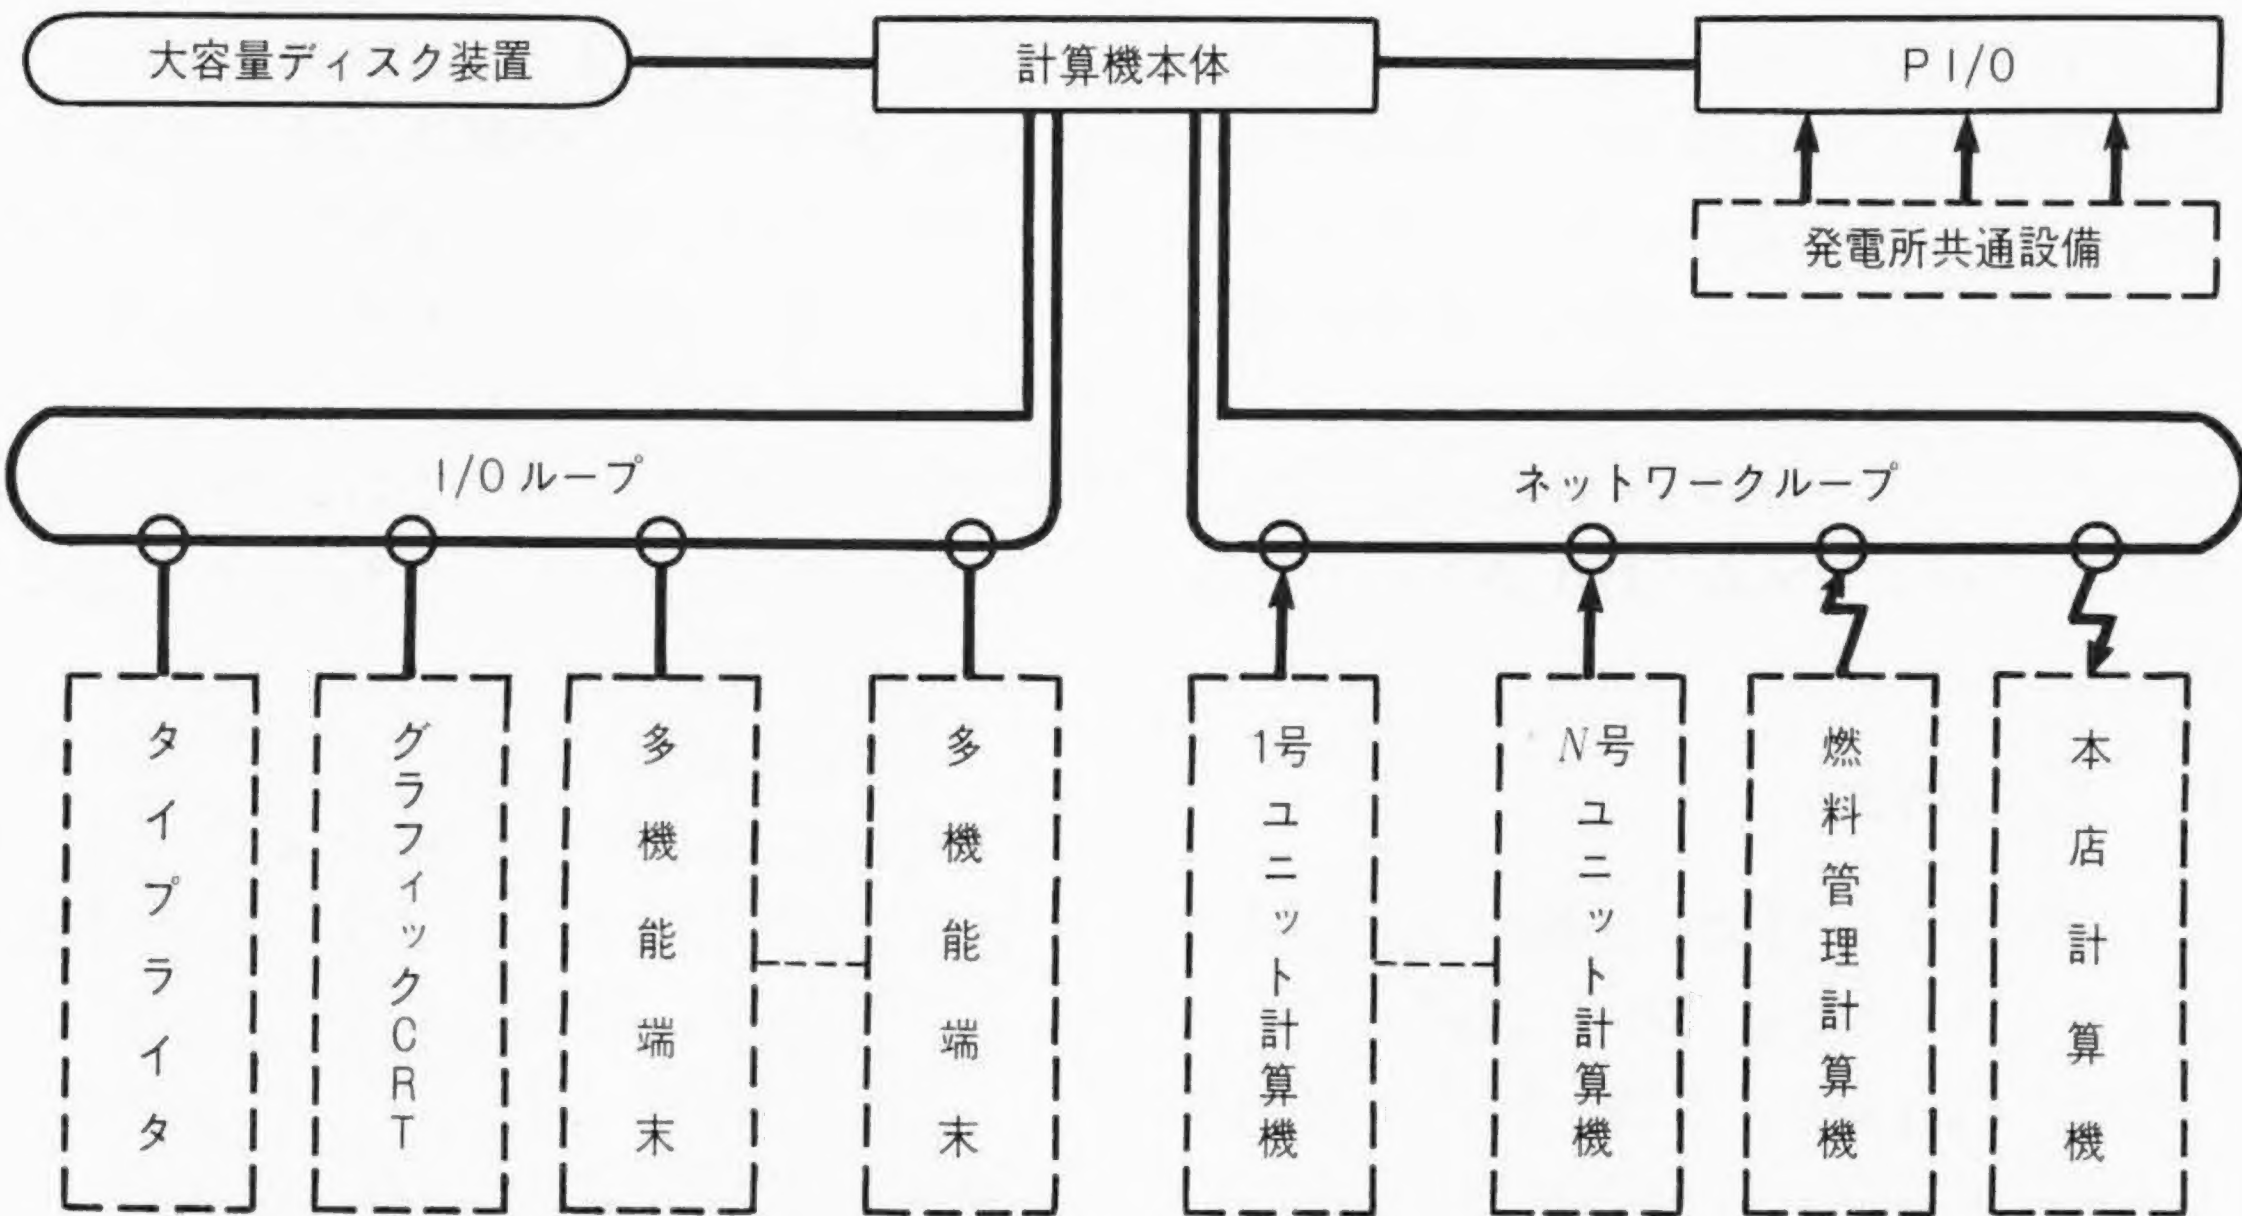 大容量ディスク装置
計算機本体
PI/O
発電所共通設備
I/Oループ
ネットワークループ
タイプライタ
グラフィックCRT
多機能端末
多機能端末
1号ユニット計算機
N号ユニット計算機
燃料管理計算機
本店計算機